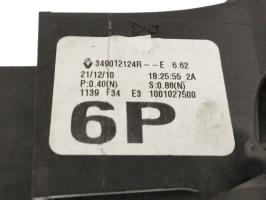 349012124R--E 6.62
21/12/10 18:25:55 2A
P:0.40(N) S:0.88(N)
1139 F34 E3 1001027500
6P